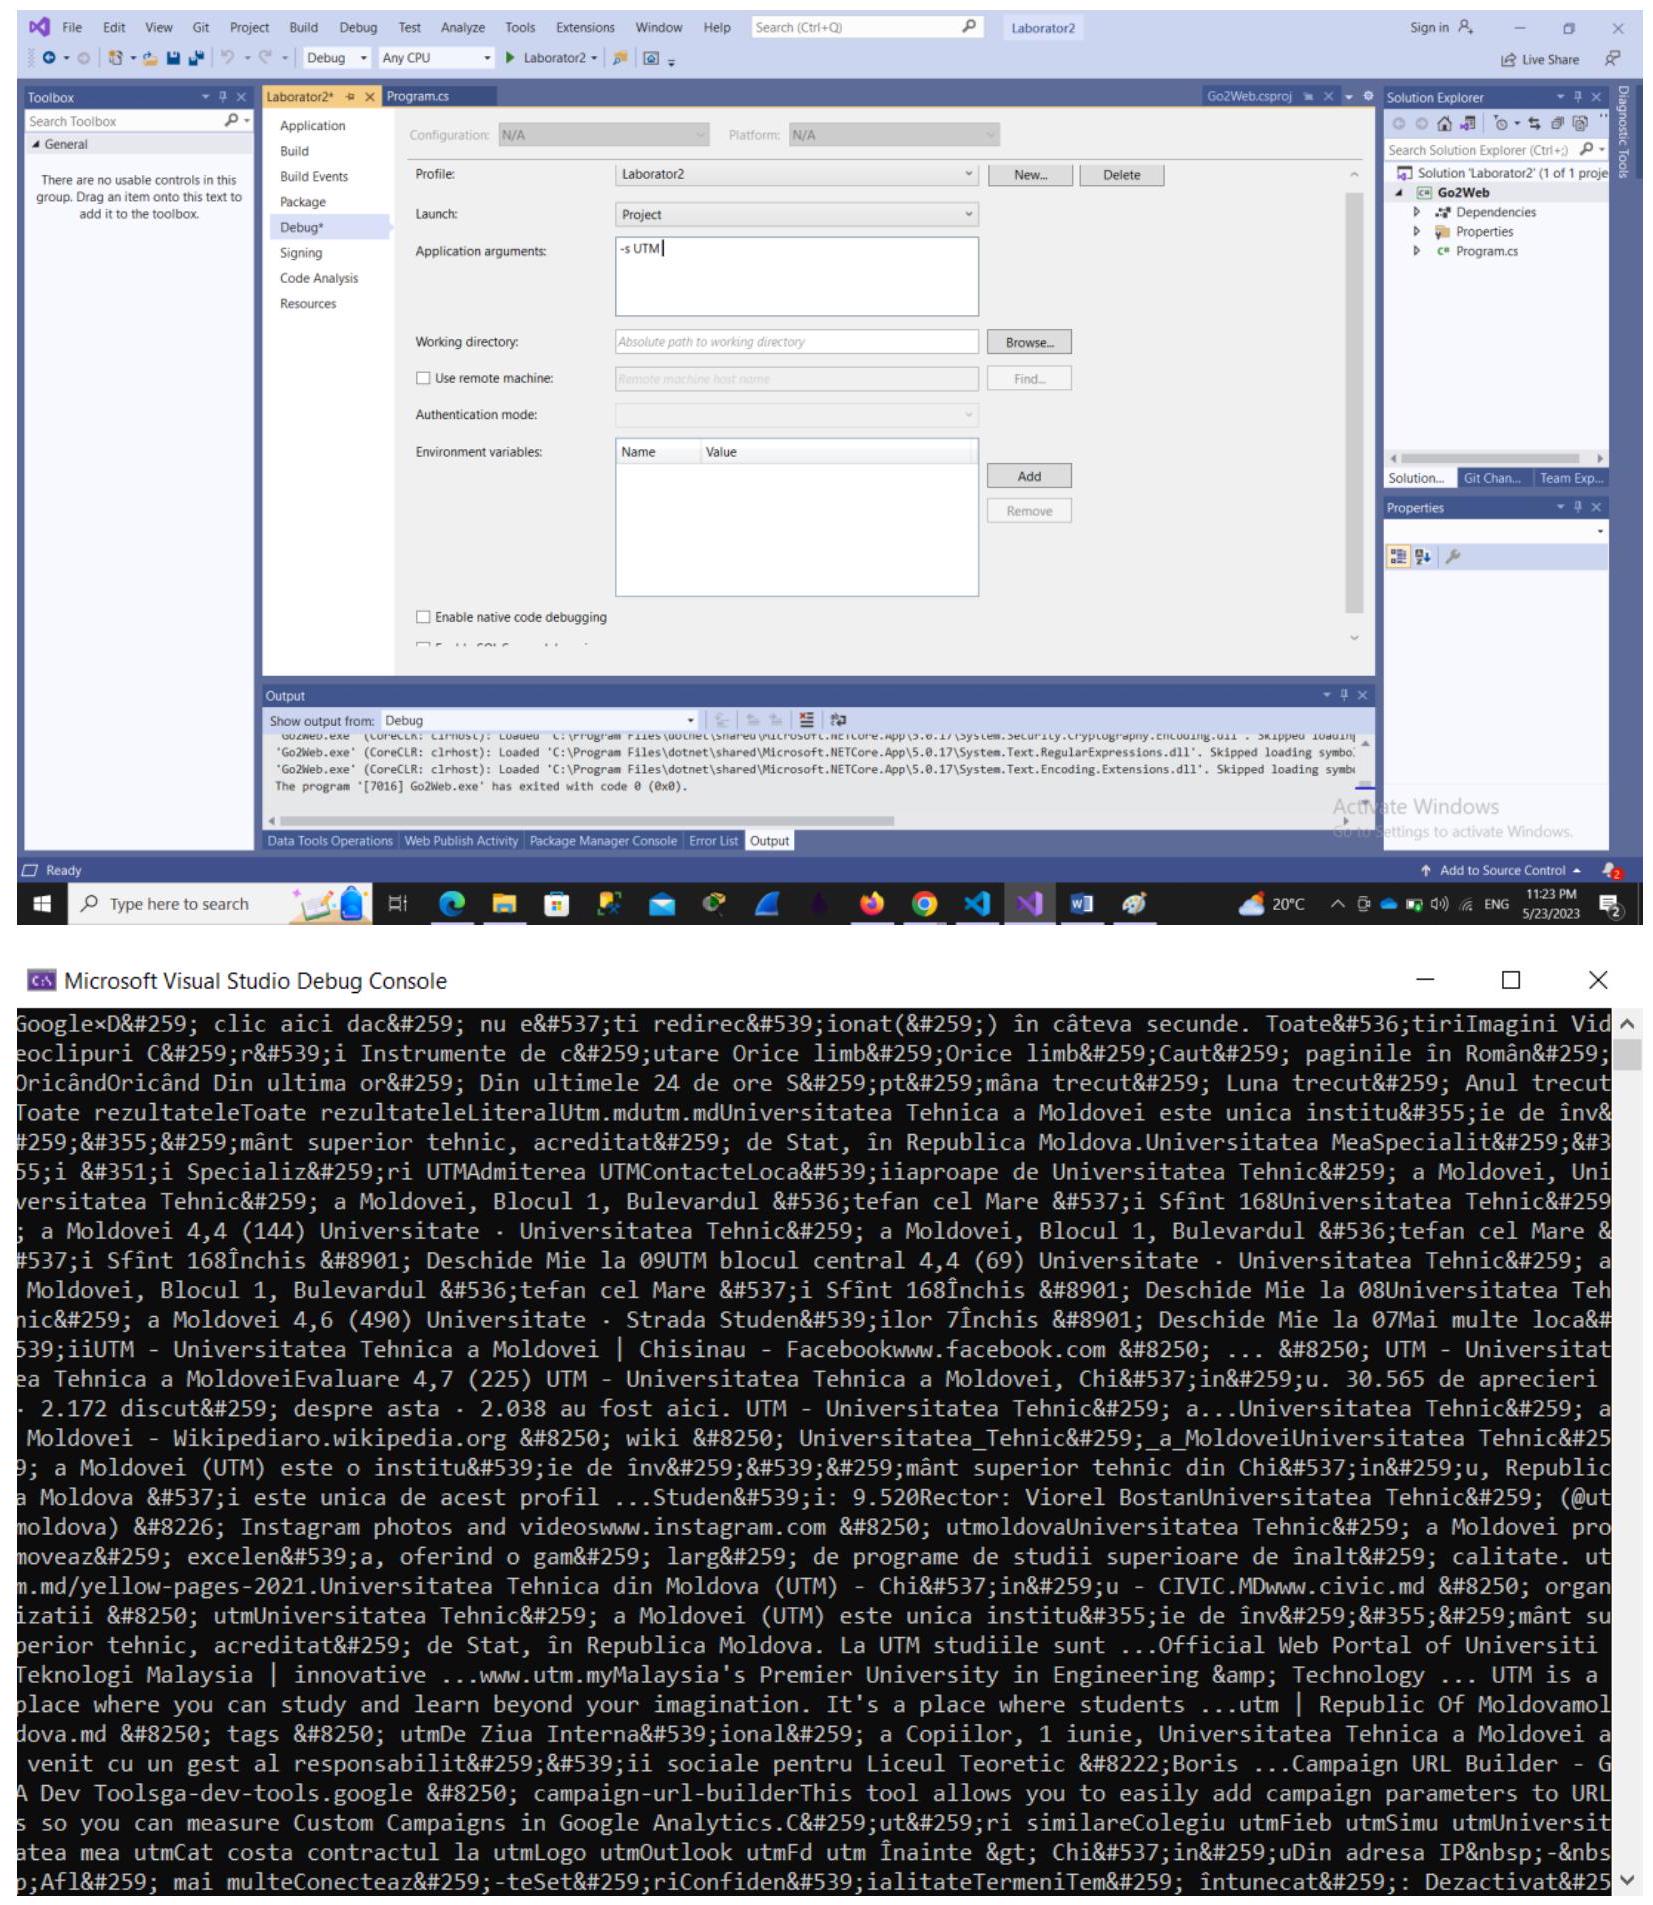 File Edit View Git Project Build Debug Test Analyze Tools Extensions Window Help Search (Ctrl+Q) Laborator2 Sign in
Debug Any CPU Laborator2 Live Share
Toolbox
Search Toolbox
General
There are no usable controls in this
group. Drag an item onto this text to
add it to the toolbox.
Laborator2* Program.cs Go2Web.csproj
Application
Build
Build Events
Package
Debug*
Signing
Code Analysis
Resources
Configuration: N/A Platform: N/A
Profile: Laborator2 New... Delete
Launch: Project
Application arguments: -s UTM
Working directory: Absolute path to working directory Browse...
Use remote machine: Remote machine host name Find...
Authentication mode:
Environment variables: Name Value
Add
Remove
Enable native code debugging
Solution Explorer
Search Solution Explorer (Ctrl+;)
Solution 'Laborator2' (1 of 1 proje
Go2Web
Dependencies
Properties
Program.cs
Solution... Git Chan... Team Exp...
Properties
Diagnostic Tools
Output
Show output from: Debug
'Go2Web.exe' (CoreCLR: clrhost): Loaded 'C:\Program Files\dotnet\shared\Microsoft.NETCore.App\5.0.17\System.Security.Cryptography.Encoding.dll'. Skipped loading
'Go2Web.exe' (CoreCLR: clrhost): Loaded 'C:\Program Files\dotnet\shared\Microsoft.NETCore.App\5.0.17\System.Text.RegularExpressions.dll'. Skipped loading symbo
'Go2Web.exe' (CoreCLR: clrhost): Loaded 'C:\Program Files\dotnet\shared\Microsoft.NETCore.App\5.0.17\System.Text.Encoding.Extensions.dll'. Skipped loading symb
The program '[7016] Go2Web.exe' has exited with code 0 (0x0).
Activate Windows
Go to Settings to activate Windows.
Data Tools Operations Web Publish Activity Package Manager Console Error List Output
Ready Add to Source Control 2
Type here to search 20°C ENG 11:23 PM
5/23/2023 2
Microsoft Visual Studio Debug Console
Google×D&#259; clic aici dac&#259; nu e&#537;ti redirec&#539;ionat(&#259;) în câteva secunde. Toate&#536;tiriImagini Vid
eoclipuri C&#259;r&#539;i Instrumente de c&#259;utare Orice limb&#259;Orice limb&#259;Caut&#259; paginile în Român&#259;
OricândOricând Din ultima or&#259; Din ultimele 24 de ore S&#259;pt&#259;mâna trecut&#259; Luna trecut&#259; Anul trecut
Toate rezultateleToate rezultateleLiteralUtm.mdutm.mdUniversitatea Tehnica a Moldovei este unica institu&#355;ie de înv&
#259;&#355;&#259;mânt superior tehnic, acreditat&#259; de Stat, în Republica Moldova.Universitatea MeaSpecialit&#259;&#3
55;i &#351;i Specializ&#259;ri UTMAdmiterea UTMContacteLoca&#539;iiaproape de Universitatea Tehnic&#259; a Moldovei, Uni
versitatea Tehnic&#259; a Moldovei, Blocul 1, Bulevardul &#536;tefan cel Mare &#537;i Sfînt 168Universitatea Tehnic&#259
; a Moldovei 4,4 (144) Universitate · Universitatea Tehnic&#259; a Moldovei, Blocul 1, Bulevardul &#536;tefan cel Mare &
#537;i Sfînt 168Închis &#8901; Deschide Mie la 09UTM blocul central 4,4 (69) Universitate · Universitatea Tehnic&#259; a
Moldovei, Blocul 1, Bulevardul &#536;tefan cel Mare &#537;i Sfînt 168Închis &#8901; Deschide Mie la 08Universitatea Teh
nic&#259; a Moldovei 4,6 (490) Universitate · Strada Studen&#539;ilor 7Închis &#8901; Deschide Mie la 07Mai multe loca&#
539;iiUTM - Universitatea Tehnica a Moldovei | Chisinau - Facebookwww.facebook.com &#8250; ... &#8250; UTM - Universitat
ea Tehnica a MoldoveiEvaluare 4,7 (225) UTM - Universitatea Tehnica a Moldovei, Chi&#537;in&#259;u. 30.565 de aprecieri
· 2.172 discut&#259; despre asta · 2.038 au fost aici. UTM - Universitatea Tehnic&#259; a...Universitatea Tehnic&#259; a
Moldovei - Wikipediaro.wikipedia.org &#8250; wiki &#8250; Universitatea_Tehnic&#259;_a_MoldoveiUniversitatea Tehnic&#25
9; a Moldovei (UTM) este o institu&#539;ie de înv&#259;&#539;&#259;mânt superior tehnic din Chi&#537;in&#259;u, Republic
a Moldova &#537;i este unica de acest profil ...Studen&#539;i: 9.520Rector: Viorel BostanUniversitatea Tehnic&#259; (@ut
moldova) &#8226; Instagram photos and videoswww.instagram.com &#8250; utmoldovaUniversitatea Tehnic&#259; a Moldovei pro
moveaz&#259; excelen&#539;a, oferind o gam&#259; larg&#259; de programe de studii superioare de înalt&#259; calitate. ut
m.md/yellow-pages-2021.Universitatea Tehnica din Moldova (UTM) - Chi&#537;in&#259;u - CIVIC.MDwww.civic.md &#8250; organ
izatii &#8250; utmUniversitatea Tehnic&#259; a Moldovei (UTM) este unica institu&#355;ie de înv&#259;&#355;&#259;mânt su
perior tehnic, acreditat&#259; de Stat, în Republica Moldova. La UTM studiile sunt ...Official Web Portal of Universiti
Teknologi Malaysia | innovative ...www.utm.myMalaysia's Premier University in Engineering &amp; Technology ... UTM is a
place where you can study and learn beyond your imagination. It's a place where students ...utm | Republic Of Moldovamol
dova.md &#8250; tags &#8250; utmDe Ziua Interna&#539;ional&#259; a Copiilor, 1 iunie, Universitatea Tehnica a Moldovei a
venit cu un gest al responsabilit&#259;&#539;ii sociale pentru Liceul Teoretic &#8222;Boris ...Campaign URL Builder - G
A Dev Toolsga-dev-tools.google &#8250; campaign-url-builderThis tool allows you to easily add campaign parameters to URL
s so you can measure Custom Campaigns in Google Analytics.C&#259;ut&#259;ri similareColegiu utmFieb utmSimu utmUniversit
atea mea utmCat costa contractul la utmLogo utmOutlook utmFd utm Înainte &gt; Chi&#537;in&#259;uDin adresa IP&nbsp;-&nbs
p;Afl&#259; mai multeConecteaz&#259;-teSet&#259;riConfiden&#539;ialitateTermeniTem&#259; întunecat&#259;: Dezactivat&#25